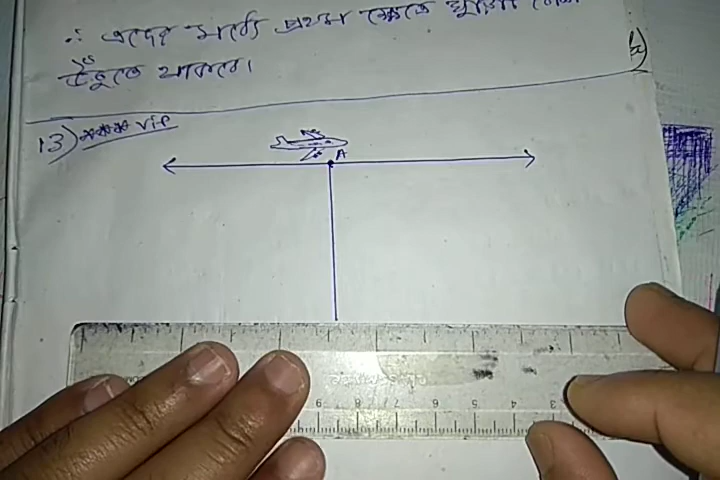 ∴ এদের মধ্যে প্রথম লোকে ঘুড়ি
উঁচুতে থাকবে।
13) *** VIP
A
9 8 7 6 5 4 3